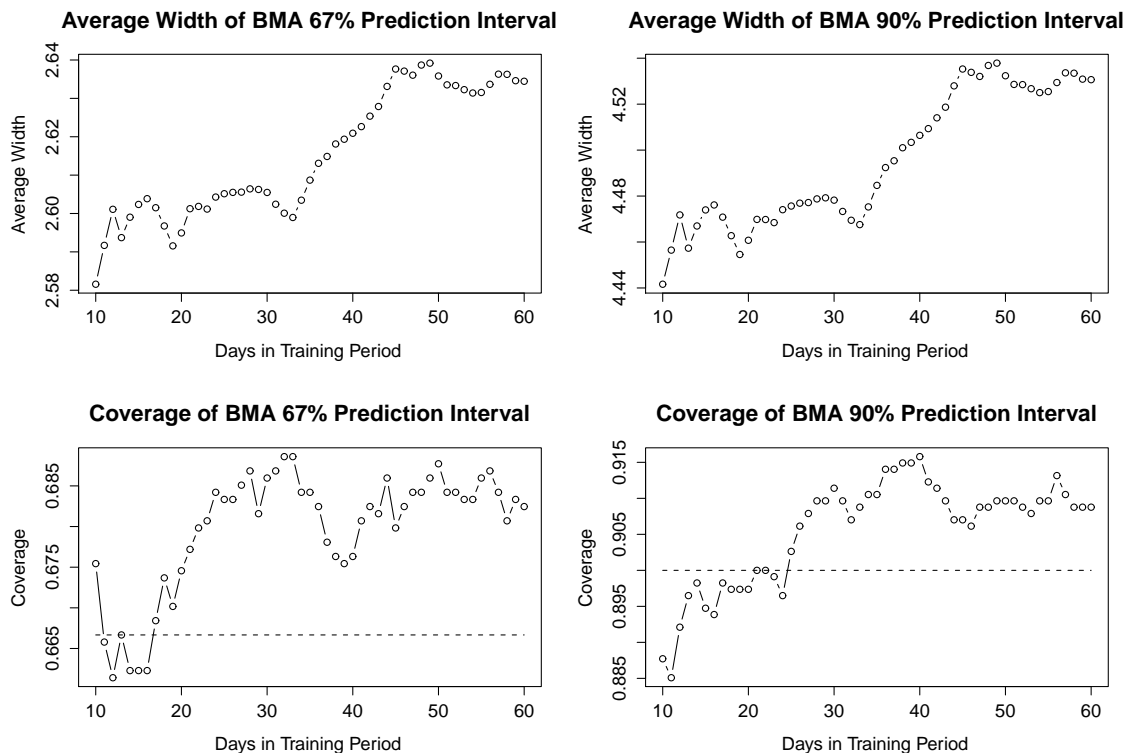 Average Width of BMA 67% Prediction Interval
Average Width
2.64
2.62
2.60
2.58
10 20 30 40 50 60
Days in Training Period
Average Width of BMA 90% Prediction Interval
Average Width
4.52
4.48
4.44
10 20 30 40 50 60
Days in Training Period
Coverage of BMA 67% Prediction Interval
Coverage
0.685
0.675
0.665
10 20 30 40 50 60
Days in Training Period
Coverage of BMA 90% Prediction Interval
Coverage
0.915
0.905
0.895
0.885
10 20 30 40 50 60
Days in Training Period